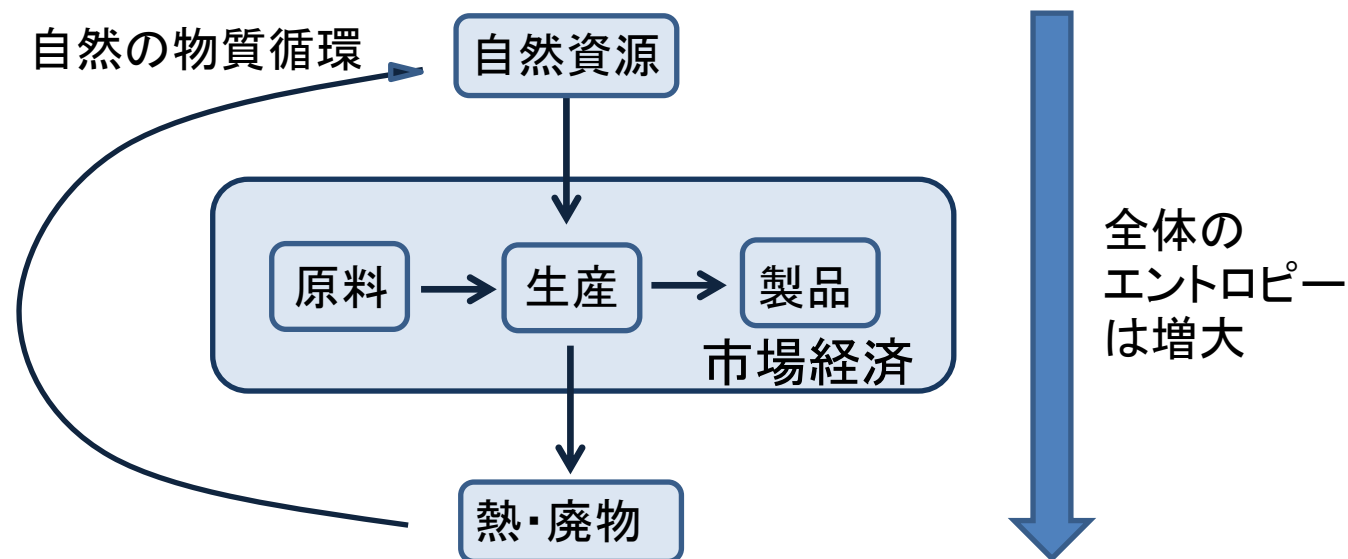 自然の物質循環
自然資源
原料
生産
製品
市場経済
熱・廃物
全体の
エントロピー
は増大